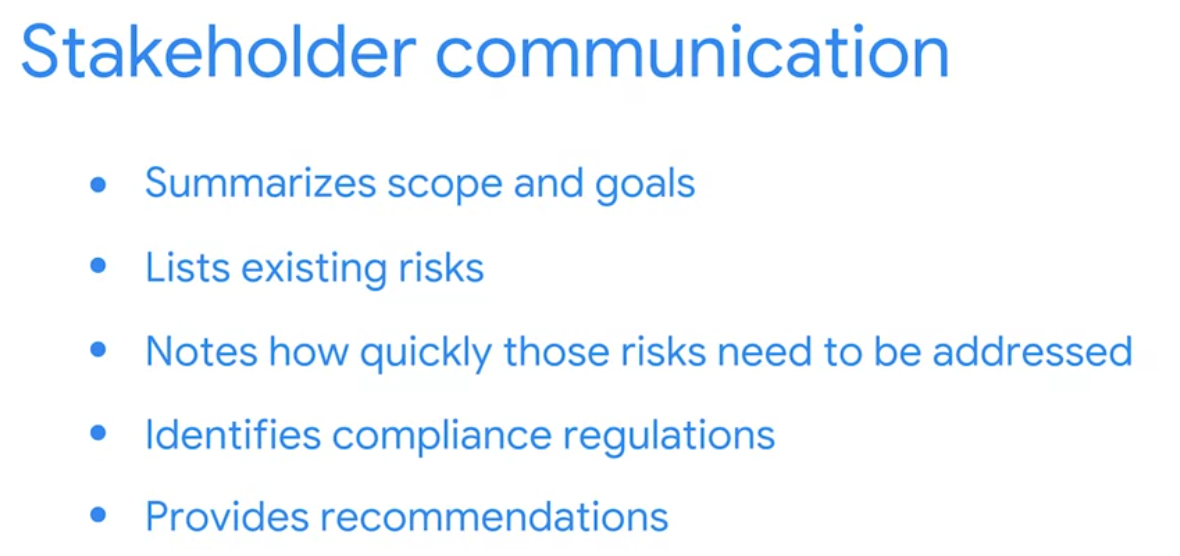 Stakeholder communication
• Summarizes scope and goals
• Lists existing risks
• Notes how quickly those risks need to be addressed
• Identifies compliance regulations
• Provides recommendations